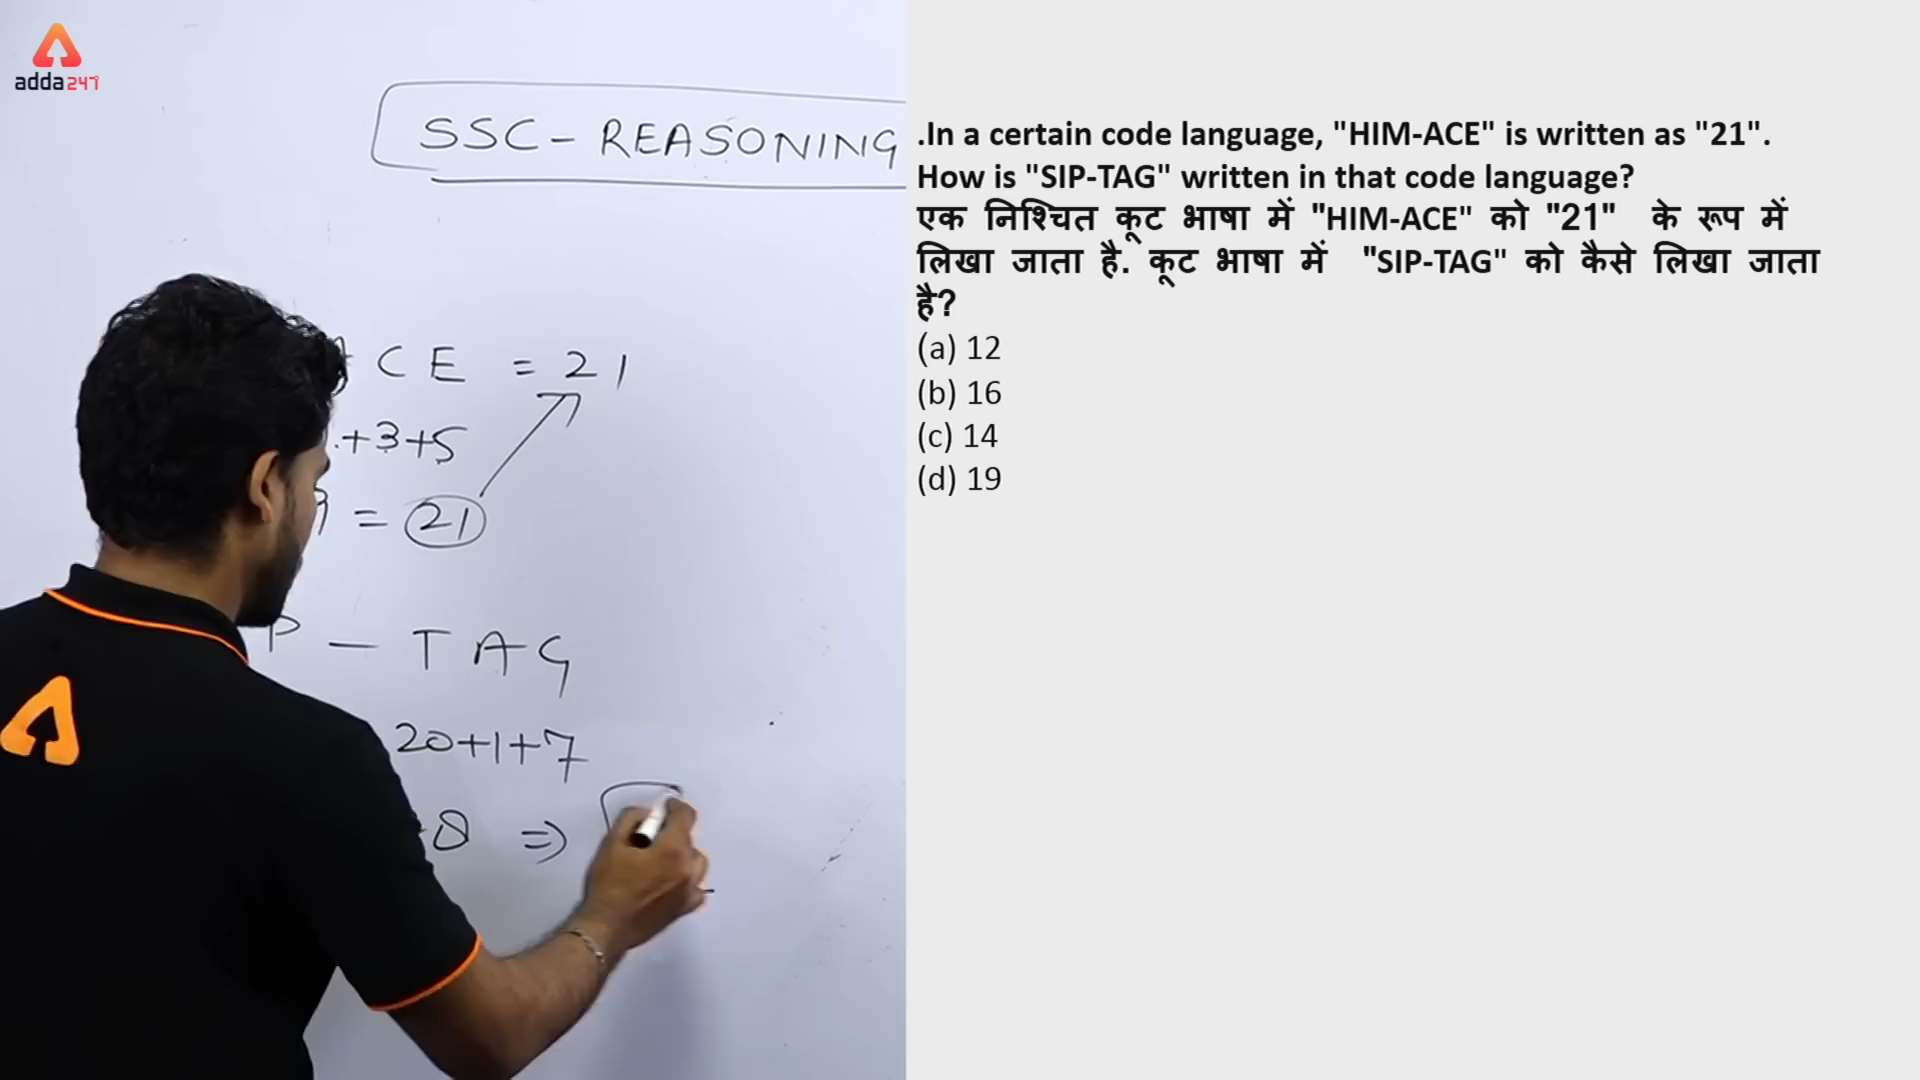 adda247
SSC-REASONING
CE = 21
+3+5
= 21
P - TAG
20+1+7
8 ⇒
.In a certain code language, "HIM-ACE" is written as "21".
How is "SIP-TAG" written in that code language?
एक निश्चित कूट भाषा में "HIM-ACE" को "21" के रूप में
लिखा जाता है. कूट भाषा में "SIP-TAG" को कैसे लिखा जाता
है?
(a) 12
(b) 16
(c) 14
(d) 19